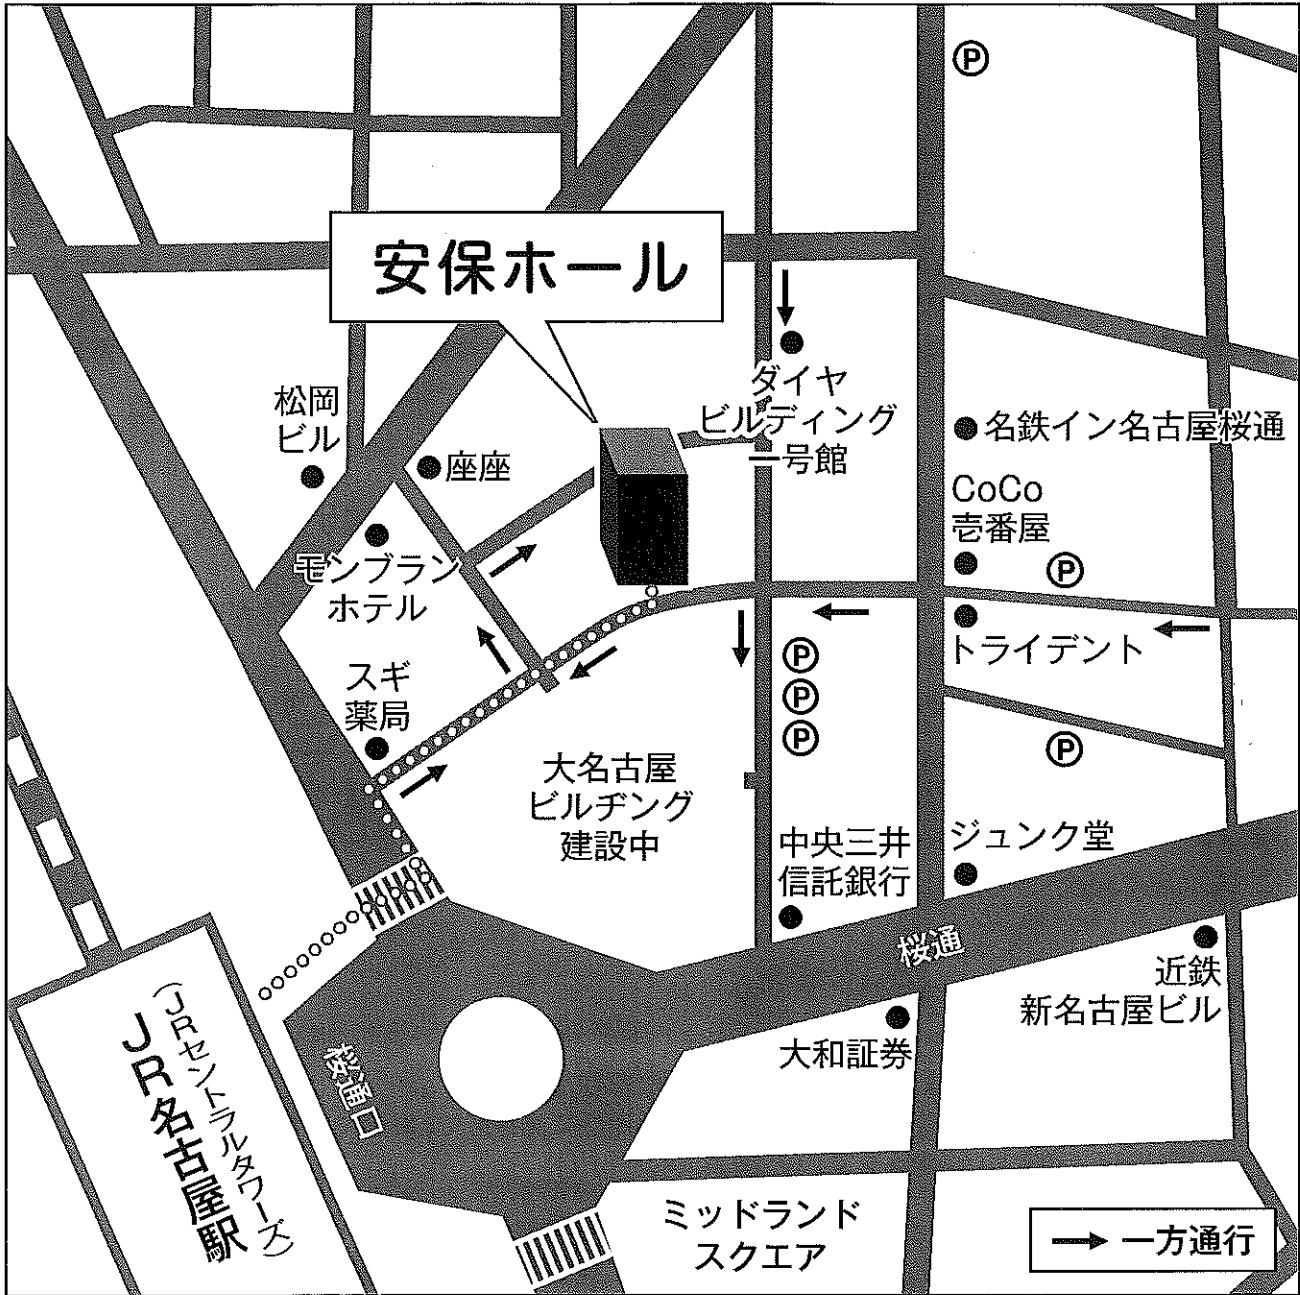 Ⓟ
安保ホール
ダイヤ
ビルディング
一号館
松岡
ビル
座座
名鉄イン名古屋桜通
CoCo
壱番屋
Ⓟ
モンブラン
ホテル
トライデント
スギ
薬局
Ⓟ
Ⓟ
Ⓟ
Ⓟ
大名古屋
ビルヂング
建設中
中央三井
信託銀行
ジュンク堂
桜通
近鉄
新名古屋ビル
大和証券
桜通口
JR名古屋駅
(JRセントラルタワーズ)
ミッドランド
スクエア
→ 一方通行